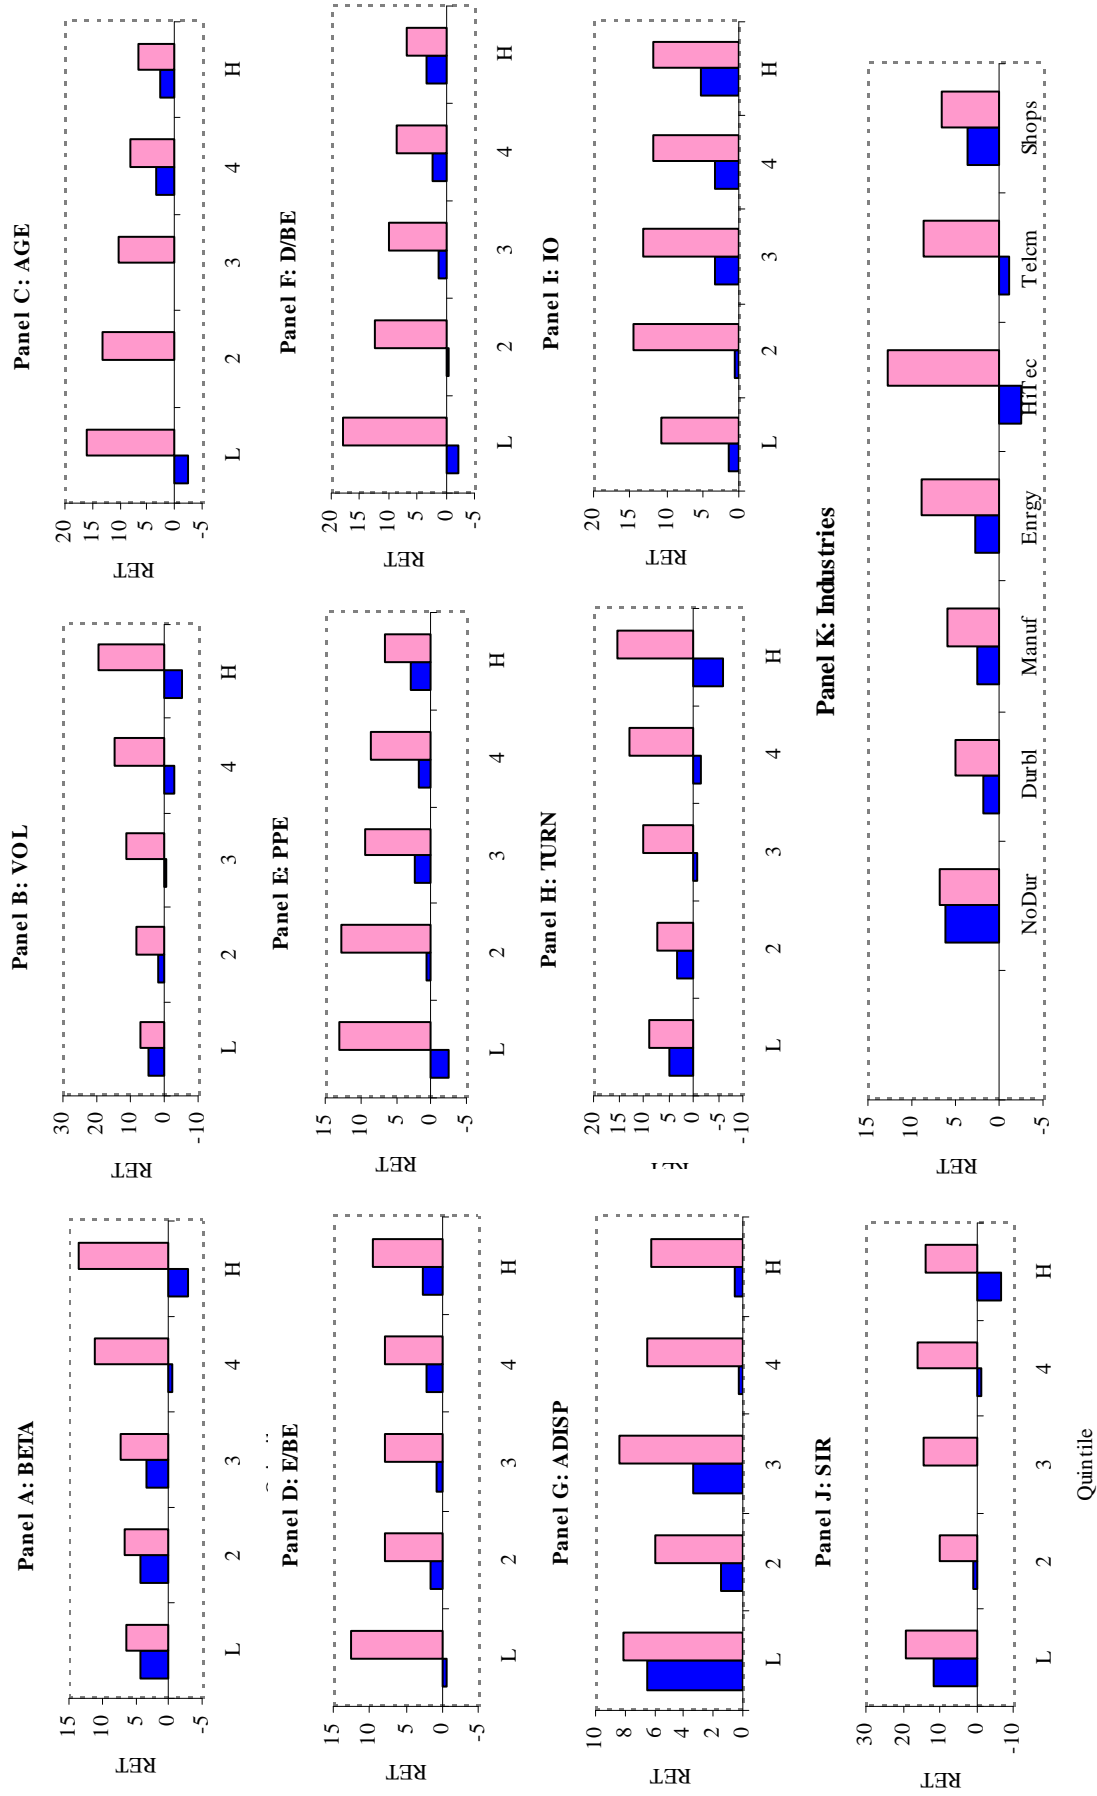 Panel A: BETA
RET
15
10
5
0
-5
L 2 3 4 H
Panel B: VOL
RET
30
20
10
0
-10
L 2 3 4 H
Panel C: AGE
RET
20
15
10
5
0
-5
L 2 3 4 H
Panel D: E/BE
RET
15
10
5
0
-5
L 2 3 4 H
Panel E: PPE
RET
15
10
5
0
-5
L 2 3 4 H
Panel F: D/BE
RET
20
15
10
5
0
-5
L 2 3 4 H
Panel G: ADISP
RET
10
8
6
4
2
0
L 2 3 4 H
Panel H: TURN
20
15
10
5
0
-5
-10
L 2 3 4 H
Panel I: IO
RET
20
15
10
5
0
L 2 3 4 H
Panel J: SIR
RET
30
20
10
0
-10
L 2 3 4 H
Quintile
Panel K: Industries
RET
15
10
5
0
-5
NoDur Durbl Manuf Enrgy HiTec Telcm Shops